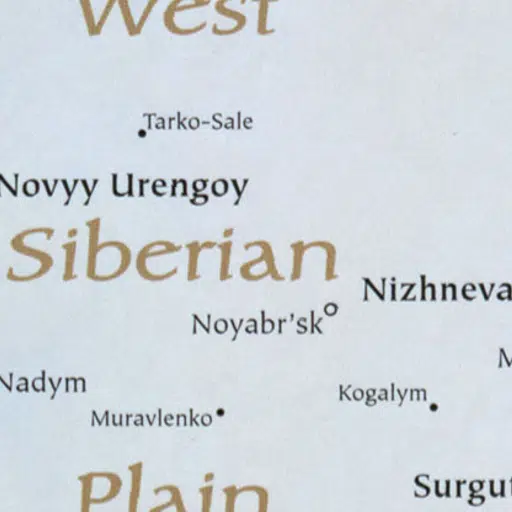 West
Tarko-Sale
Novyy Urengoy
Siberian
Nizhneva
Noyabr'sk
Nadym
Kogalym
Muravlenko
Plain
Surgut